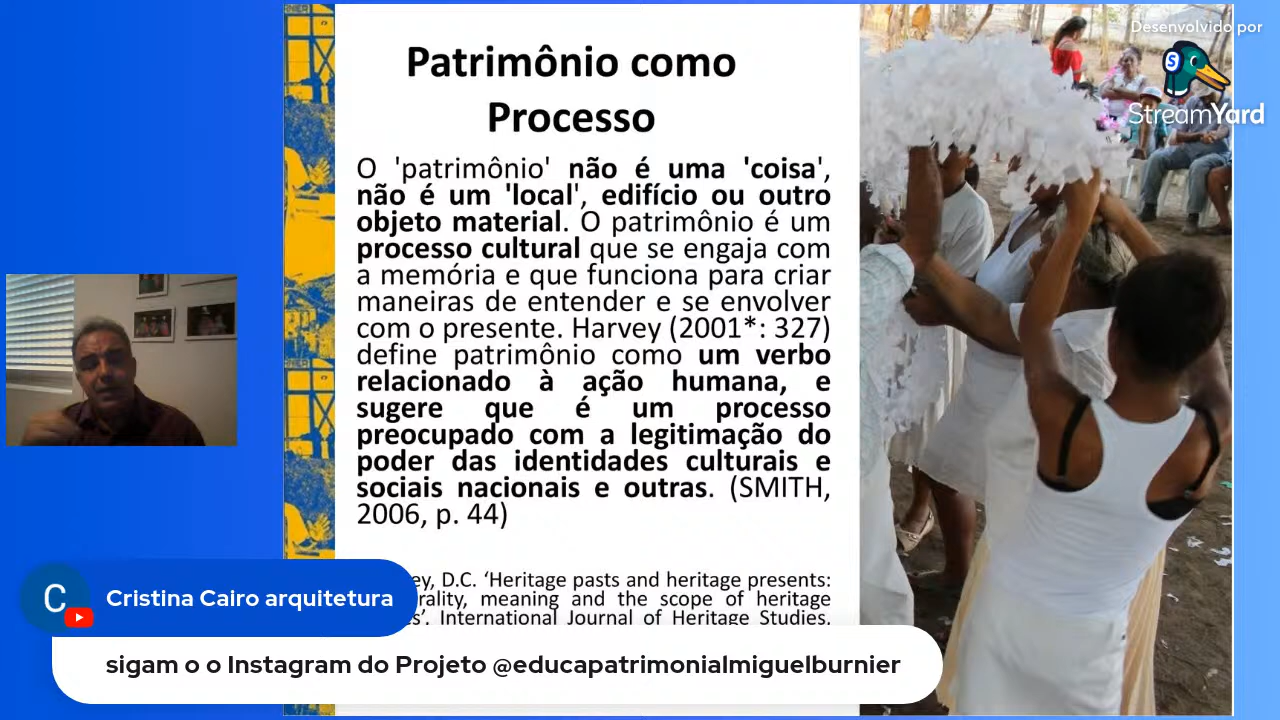 Patrimônio como
Processo
O 'patrimônio' não é uma 'coisa',
não é um 'local', edifício ou outro
objeto material. O patrimônio é um
processo cultural que se engaja com
a memória e que funciona para criar
maneiras de entender e se envolver
com o presente. Harvey (2001*: 327)
define patrimônio como um verbo
relacionado à ação humana, e
sugere que é um processo
preocupado com a legitimação do
poder das identidades culturais e
sociais nacionais e outras. (SMITH,
2006, p. 44)
D.C. ‘Heritage pasts and heritage presents:
meaning and the scope of heritage
International Journal of Heritage Studies.
C
Cristina Cairo arquitetura
sigam o o Instagram do Projeto @educapatrimonialmiguelburnier
Desenvolvido por
S
StreamYard